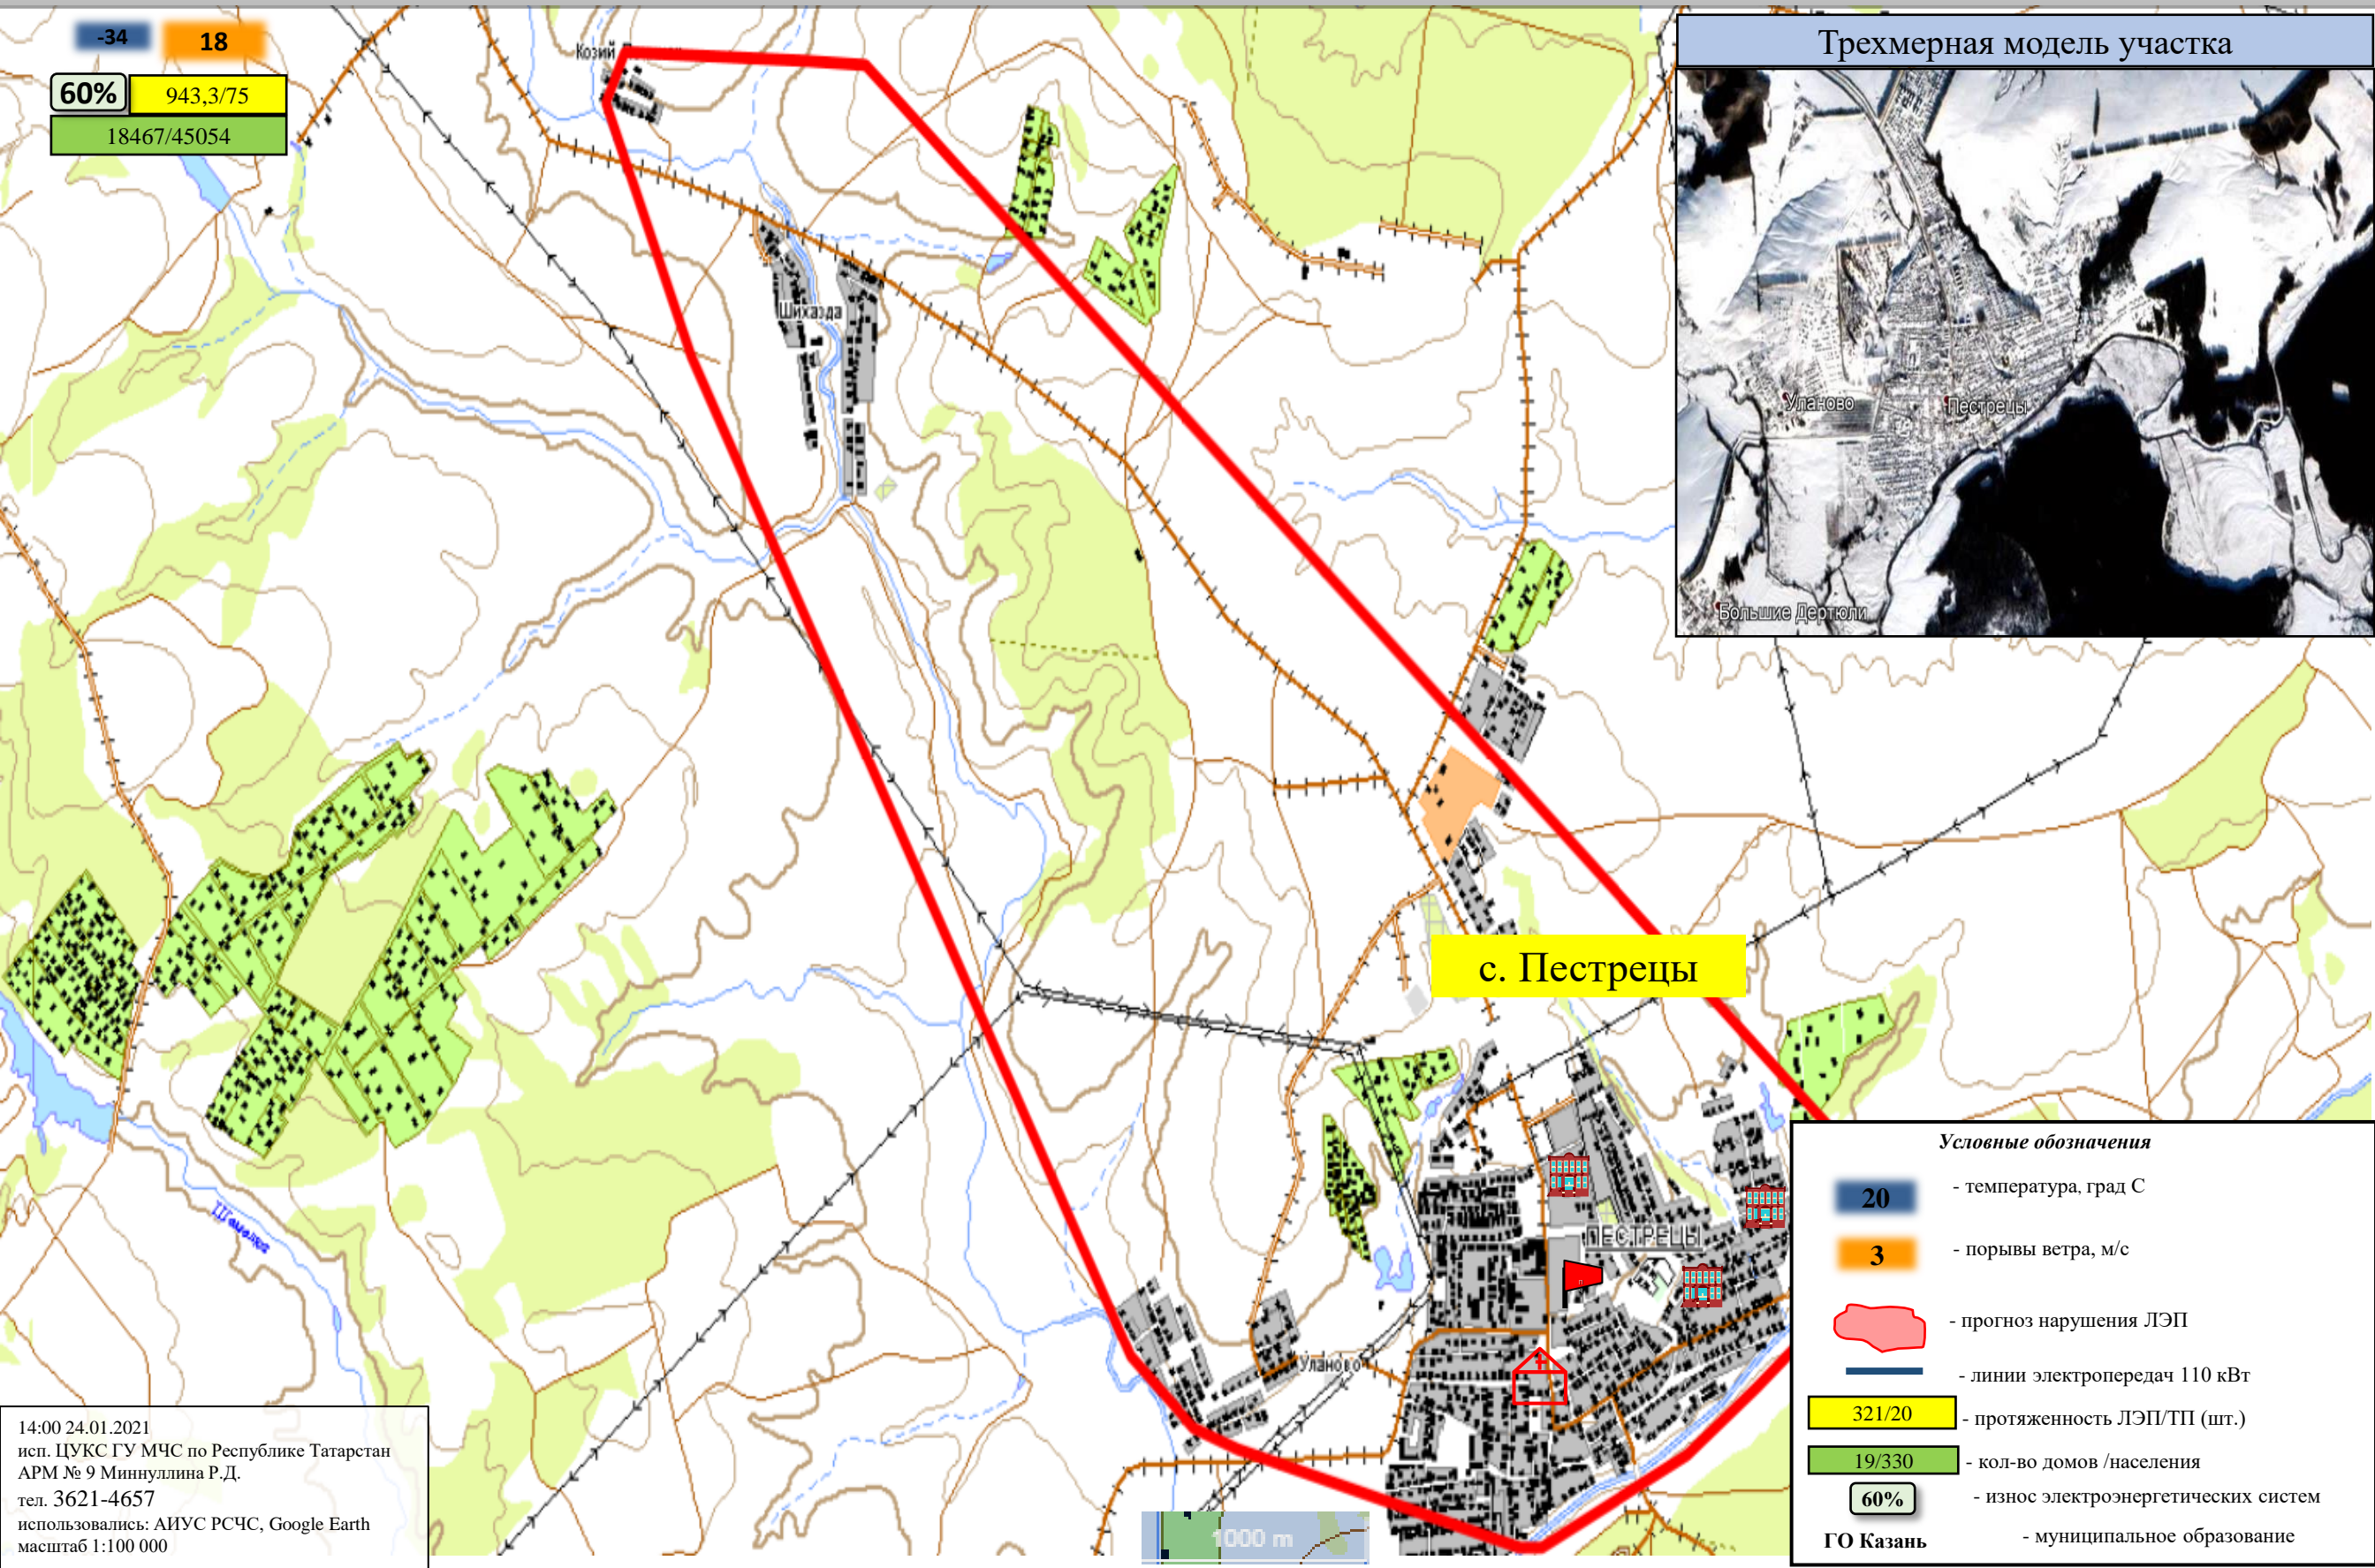 -34
18
60%
943,3/75
18467/45054
Козий
Шихазда
Трехмерная модель участка
Уланово
Пестрецы
Большие Дертюли
с. Пестрецы
ПЕСТРЕЦЫ
Уланово
1000 m
14:00 24.01.2021
исп. ЦУКС ГУ МЧС по Республике Татарстан
АРМ № 9 Миннуллина Р.Д.
тел. 3621-4657
использовались: АИУС РСЧС, Google Earth
масштаб 1:100 000
Условные обозначения
20 - температура, град С
3 - порывы ветра, м/с
- прогноз нарушения ЛЭП
- линии электропередач 110 кВт
321/20 - протяженность ЛЭП/ТП (шт.)
19/330 - кол-во домов /населения
60% - износ электроэнергетических систем
ГО Казань - муниципальное образование